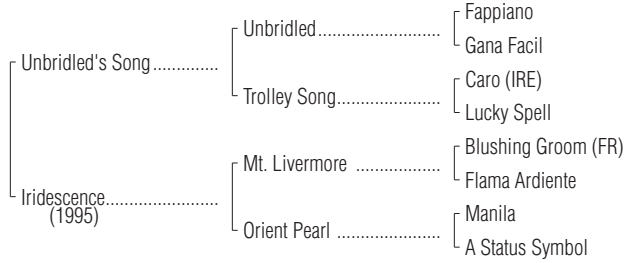 Fappiano
Unbridled........................
Gana Facil
Unbridled's Song .............
Caro (IRE)
Trolley Song....................
Lucky Spell
Blushing Groom (FR)
Mt. Livermore ................
Flama Ardiente
Iridescence......................
(1995)
Manila
Orient Pearl ....................
A Status Symbol